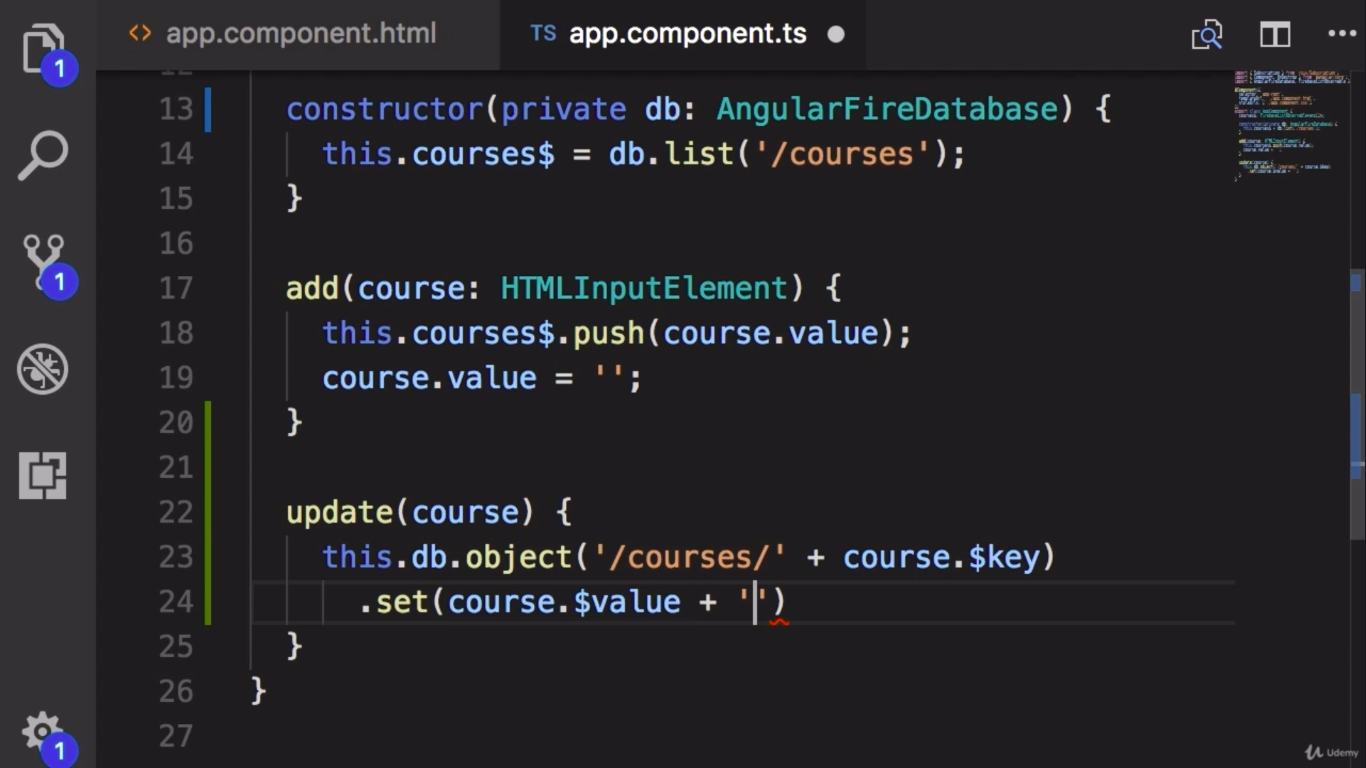 <> app.component.html
TS app.component.ts
1
1
1
12
13 constructor(private db: AngularFireDatabase) {
14 this.courses$ = db.list('/courses');
15 }
16
17 add(course: HTMLInputElement) {
18 this.courses$.push(course.value);
19 course.value = '';
20 }
21
22 update(course) {
23 this.db.object('/courses/' + course.$key)
24 .set(course.$value + '')
25 }
26 }
27
Udemy